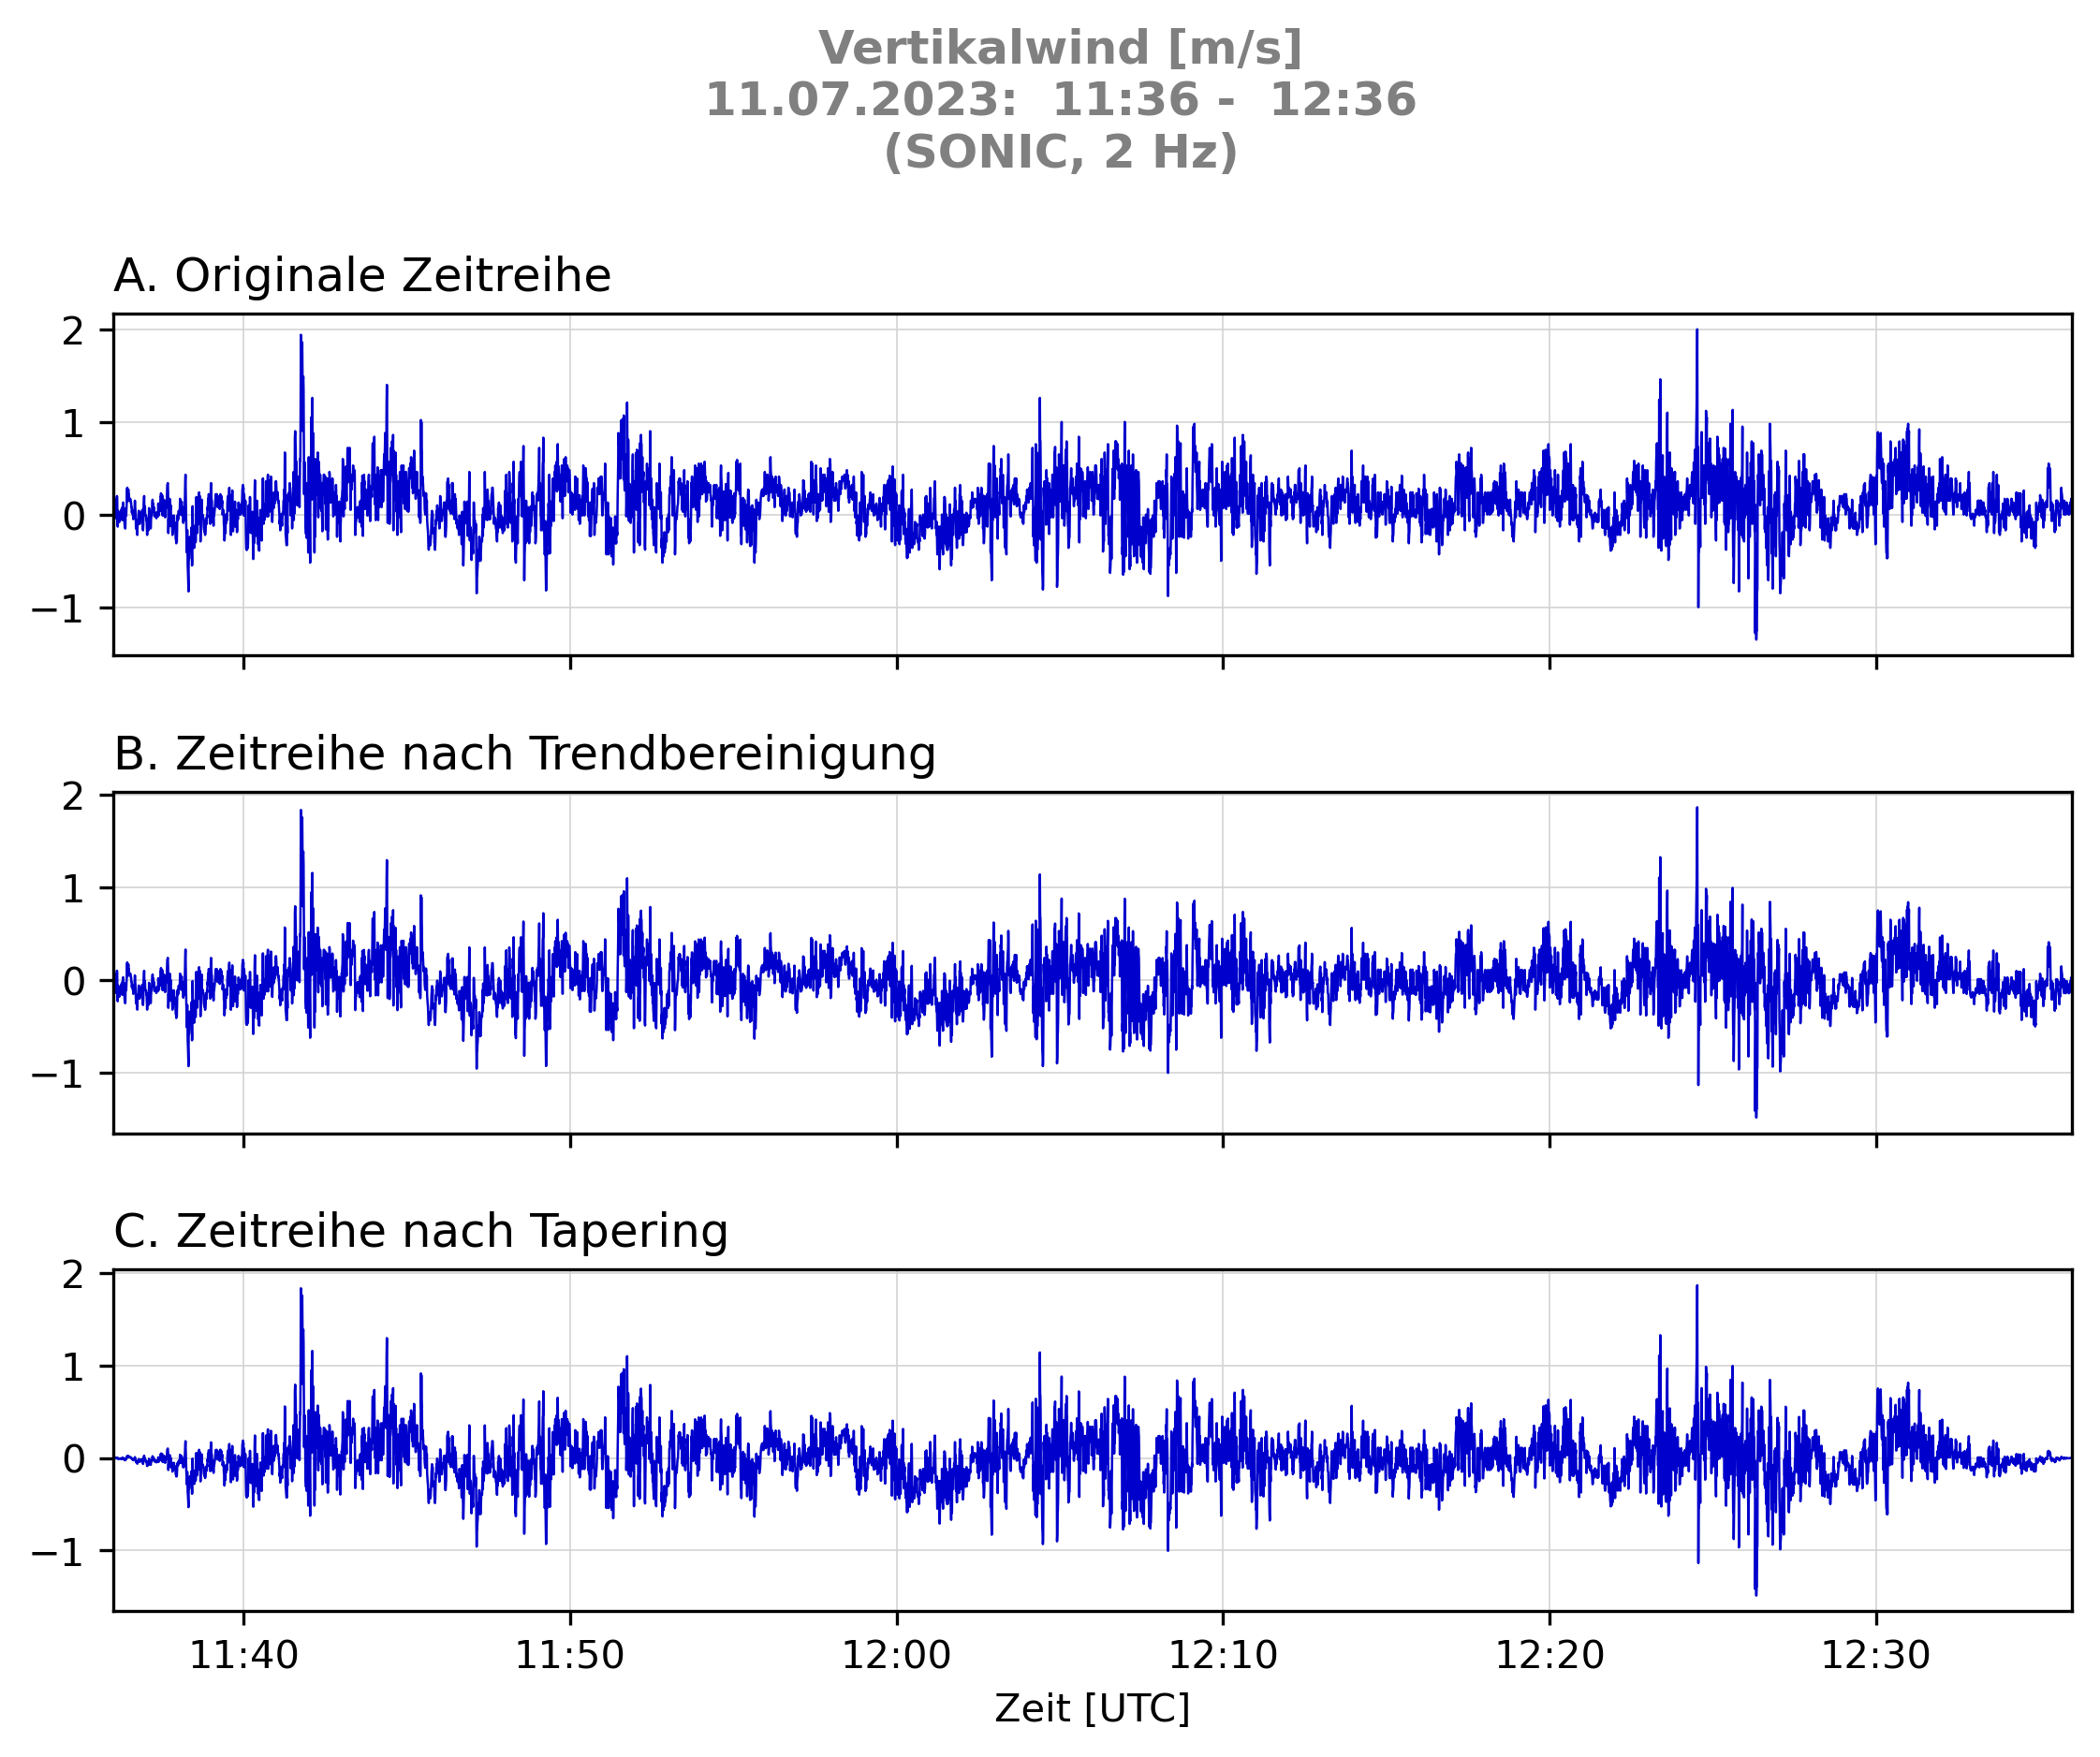 Vertikalwind [m/s]
11.07.2023:  11:36 -  12:36
(SONIC, 2 Hz)
A. Originale Zeitreihe
2
1
0
−1
B. Zeitreihe nach Trendbereinigung
2
1
0
−1
C. Zeitreihe nach Tapering
2
1
0
−1
11:40 11:50 12:00 12:10 12:20 12:30
Zeit [UTC]